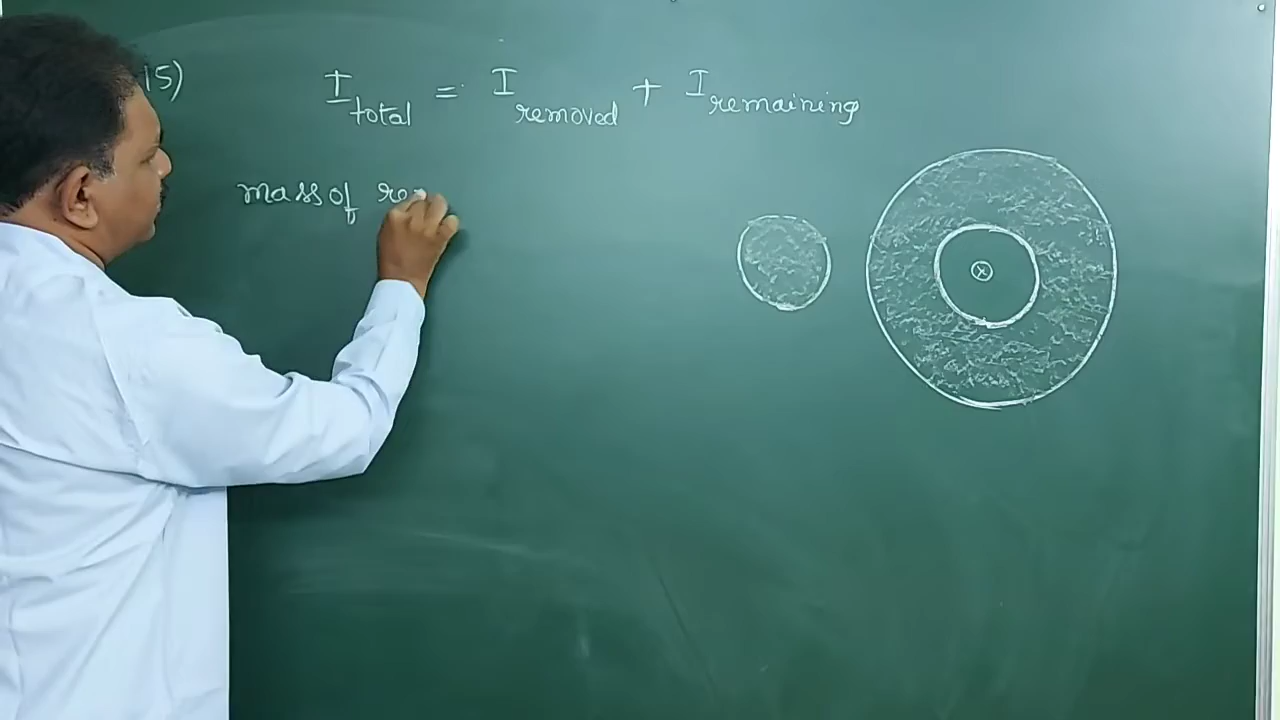 15)
I total = I removed + I remaining
mass of re